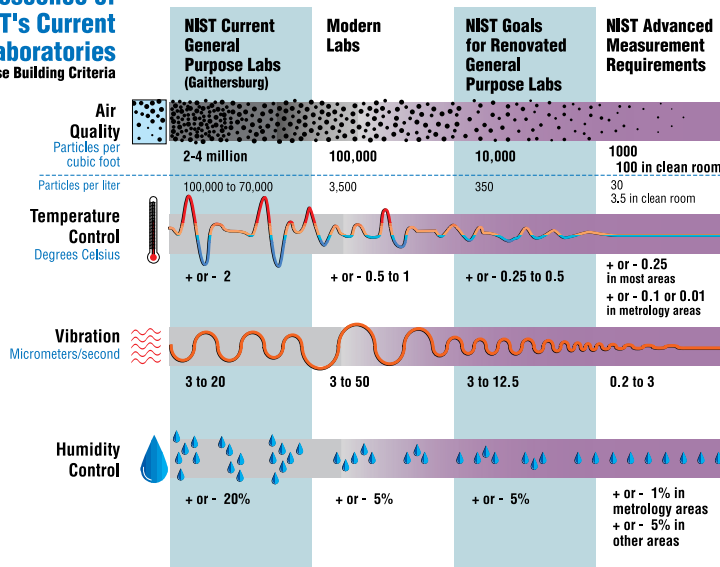 T's Current
aboratories
se Building Criteria
NIST Current
General
Purpose Labs
(Gaithersburg)
Modern
Labs
NIST Goals
for Renovated
General
Purpose Labs
NIST Advanced
Measurement
Requirements
Air
Quality
Particles per
cubic foot
2-4 million
100,000
10,000
1000
100 in clean room
Particles per liter
100,000 to 70,000
3,500
350
30
3.5 in clean room
Temperature
Control
Degrees Celsius
+ or - 2
+ or - 0.5 to 1
+ or - 0.25 to 0.5
+ or - 0.25
in most areas
+ or - 0.1 or 0.01
in metrology areas
Vibration
Micrometers/second
3 to 20
3 to 50
3 to 12.5
0.2 to 3
Humidity
Control
+ or - 20%
+ or - 5%
+ or - 5%
+ or - 1% in
metrology areas
+ or - 5% in
other areas